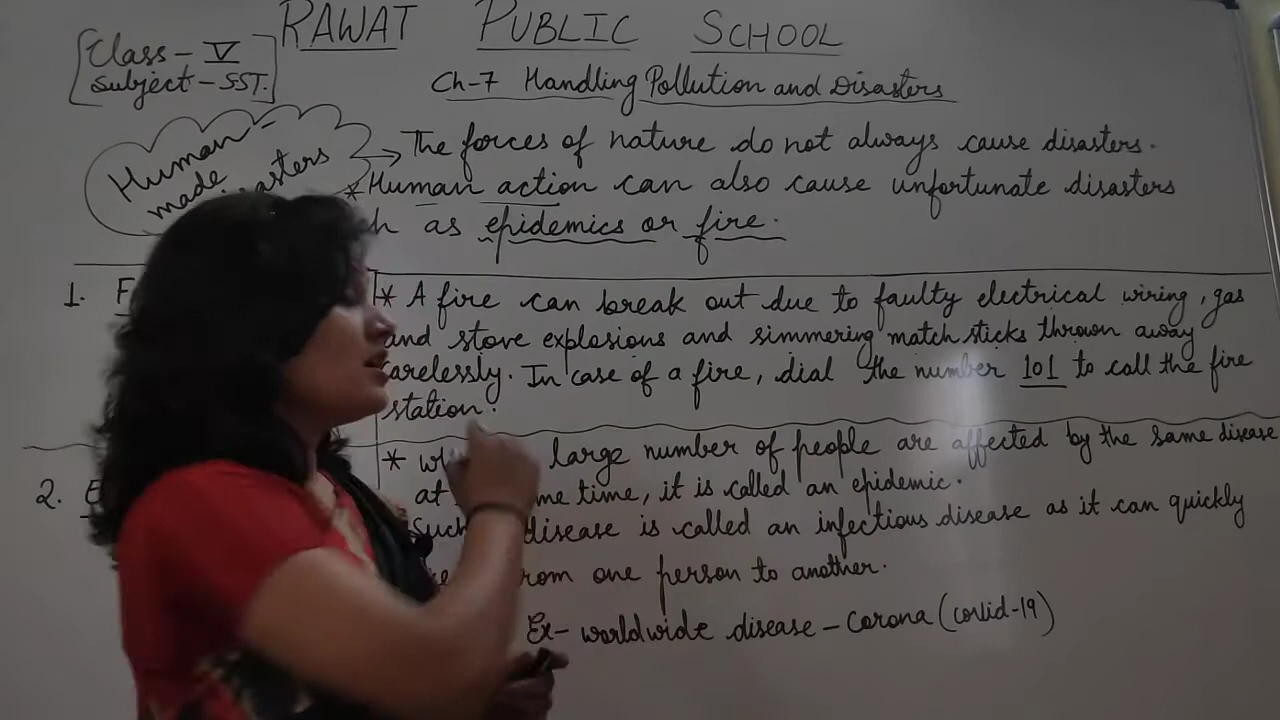 RAWAT PUBLIC SCHOOL
Class - V
Subject - SST.
Ch-7 Handling Pollution and Disasters
Human-
made
→ The forces of nature do not always cause disasters.
* Human action can also cause unfortunate disasters
as epidemics or fire.
1.
* A fire can break out due to faulty electrical wiring, gas
and stove explosions and simmering match sticks thrown away
carelessly. In case of a fire, dial the number 101 to call the fire
station.
2.
* large number of people are affected by the same disease
at time, it is called an epidemic.
Such disease is called an infectious disease as it can quickly
from one person to another.
Ex- worldwide disease - Corona (covid-19)